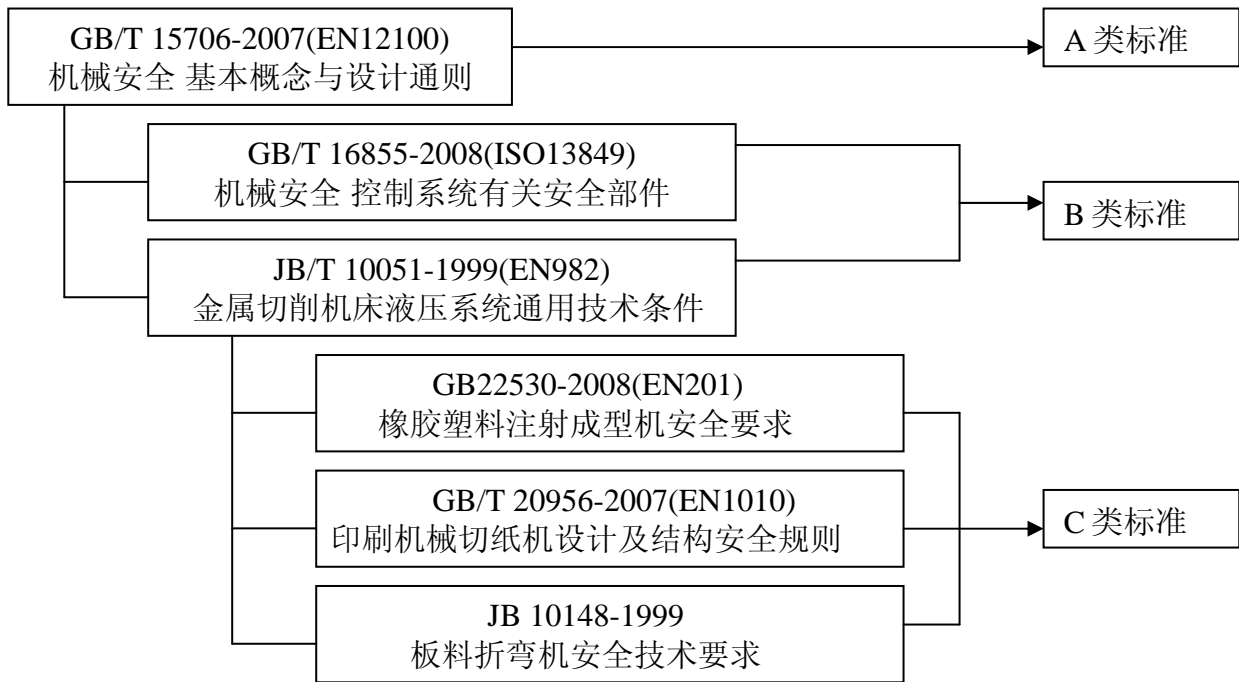 GB/T 15706-2007(EN12100)
机械安全 基本概念与设计通则
A 类标准
GB/T 16855-2008(ISO13849)
机械安全 控制系统有关安全部件
B 类标准
JB/T 10051-1999(EN982)
金属切削机床液压系统通用技术条件
GB22530-2008(EN201)
橡胶塑料注射成型机安全要求
GB/T 20956-2007(EN1010)
印刷机械切纸机设计及结构安全规则
C 类标准
JB 10148-1999
板料折弯机安全技术要求